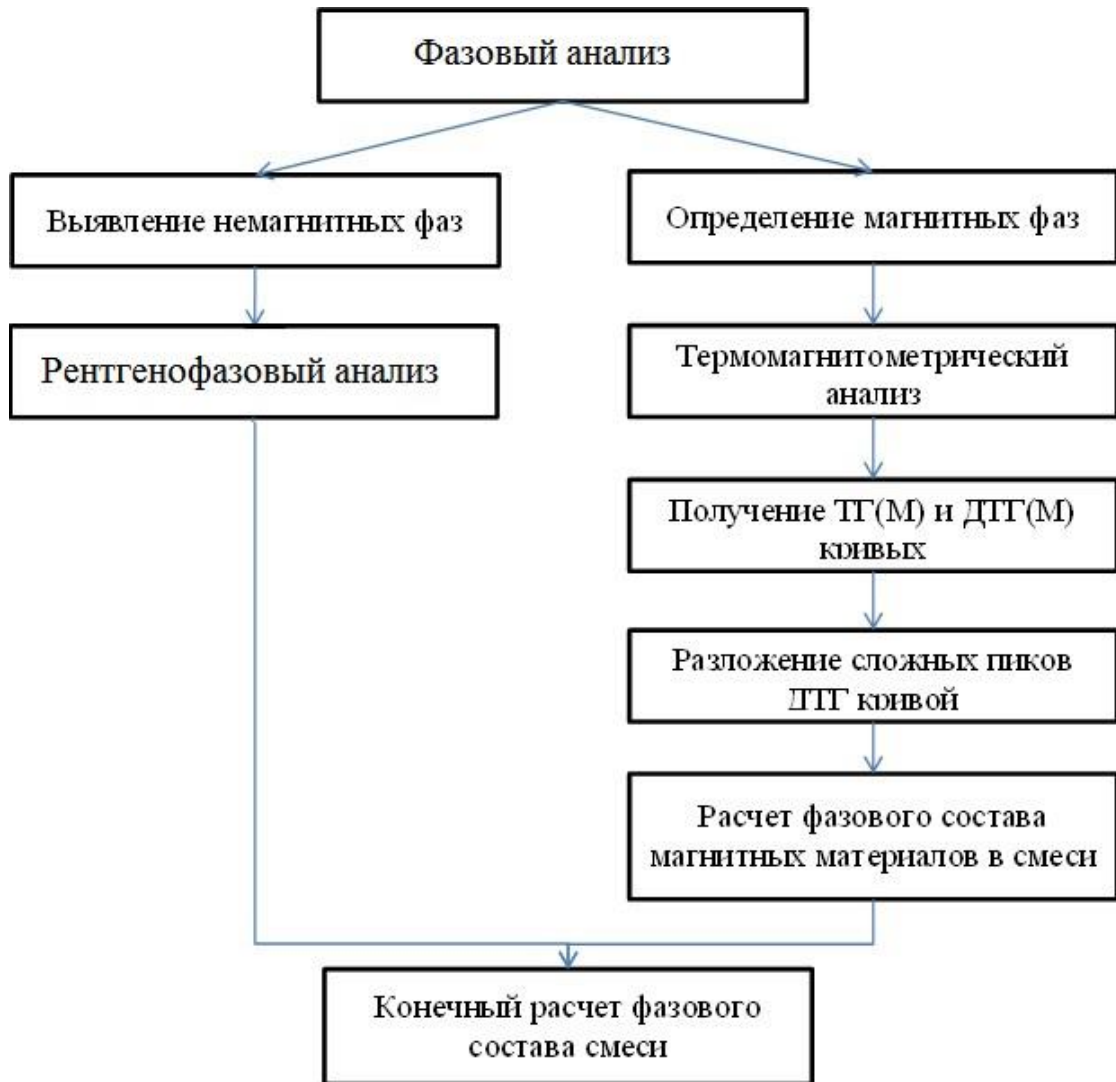 Фазовый анализ
Выявление немагнитных фаз
Рентгенофазовый анализ
Определение магнитных фаз
Термомагнитометрический
анализ
Получение ТГ(М) и ДТГ(М)
кривых
Разложение сложных пиков
ДТГ кривой
Расчет фазового состава
магнитных материалов в смеси
Конечный расчет фазового
состава смеси